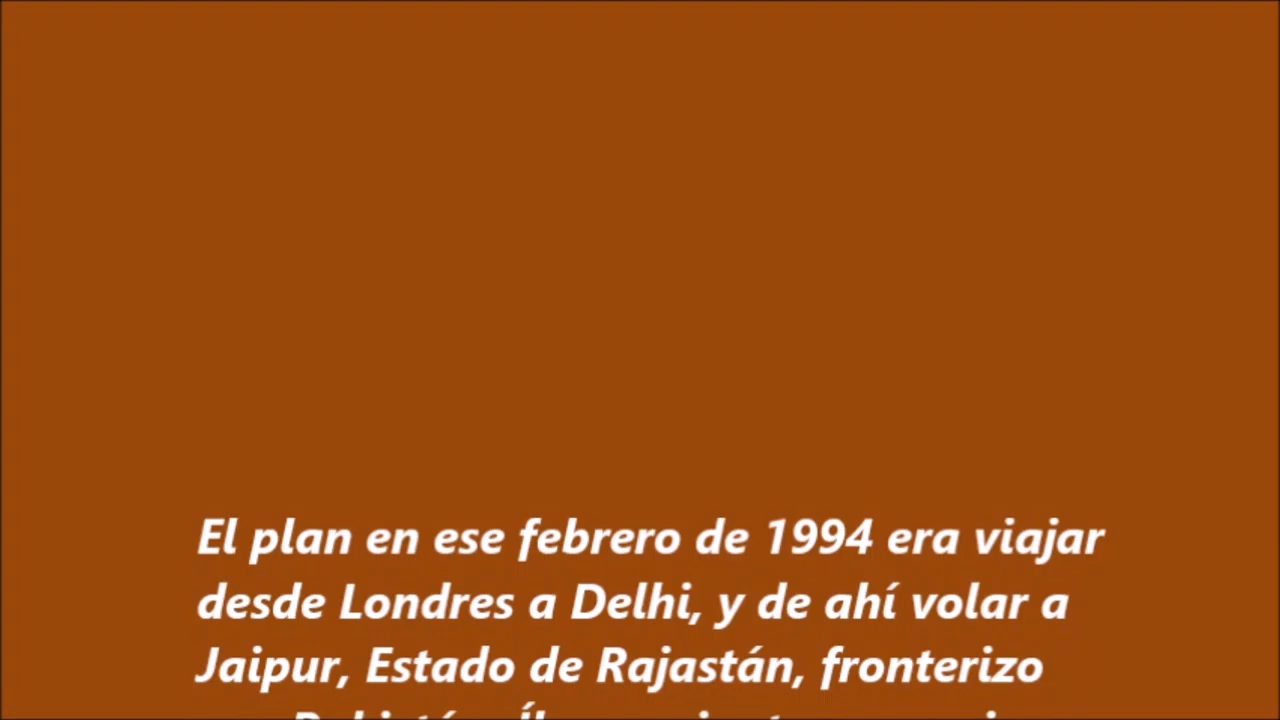 El plan en ese febrero de 1994 era viajar
desde Londres a Delhi, y de ahí volar a
Jaipur, Estado de Rajastán, fronterizo